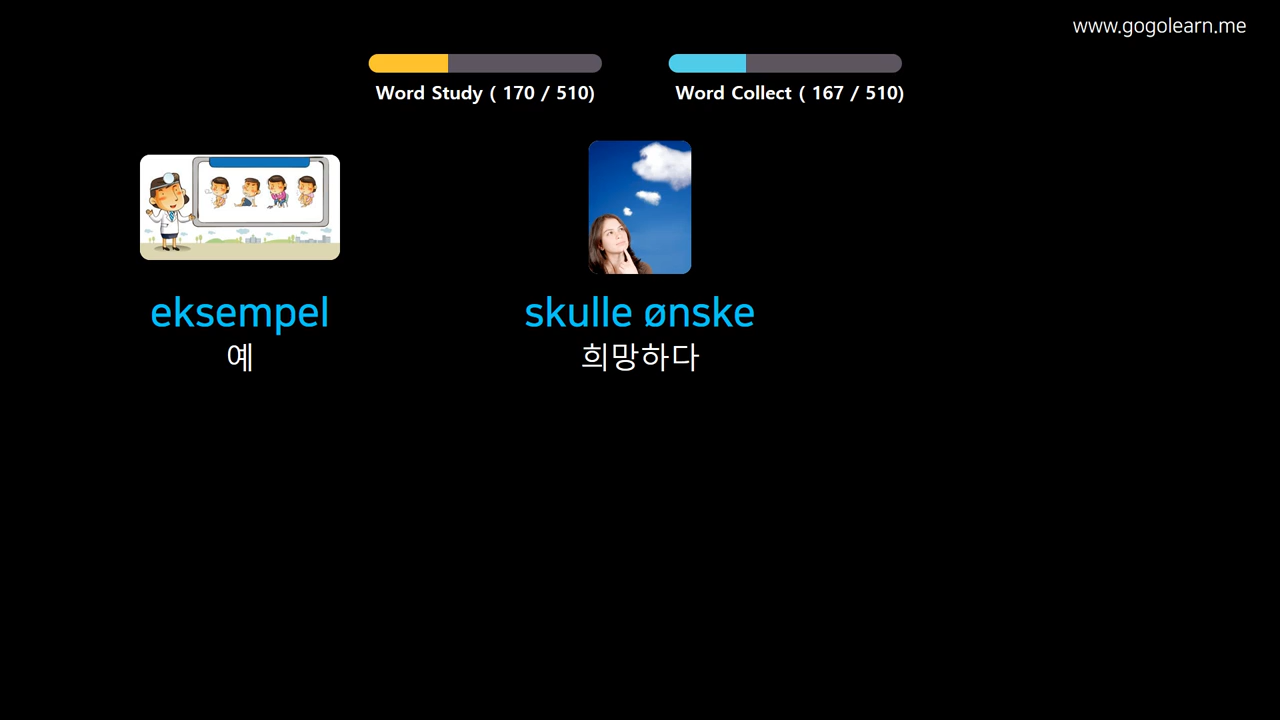 www.gogolearn.me
Word Study ( 170 / 510)
Word Collect ( 167 / 510)
eksempel
예
skulle ønske
희망하다